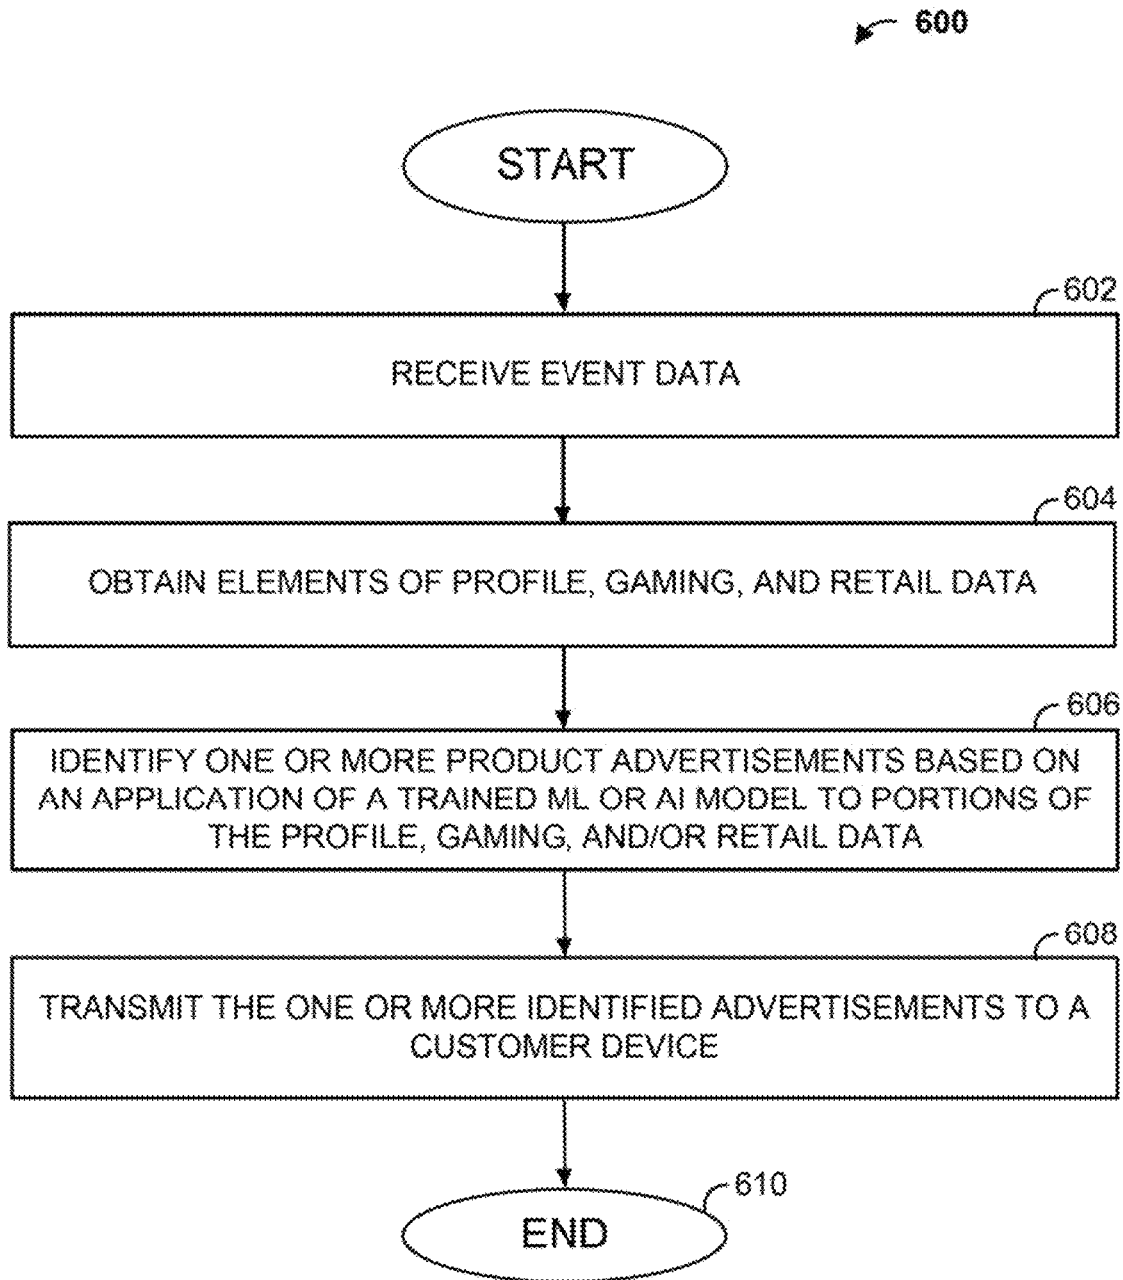 600
START
602
RECEIVE EVENT DATA
604
OBTAIN ELEMENTS OF PROFILE, GAMING, AND RETAIL DATA
606
IDENTIFY ONE OR MORE PRODUCT ADVERTISEMENTS BASED ON
AN APPLICATION OF A TRAINED ML OR AI MODEL TO PORTIONS OF
THE PROFILE, GAMING, AND/OR RETAIL DATA
608
TRANSMIT THE ONE OR MORE IDENTIFIED ADVERTISEMENTS TO A
CUSTOMER DEVICE
610
END